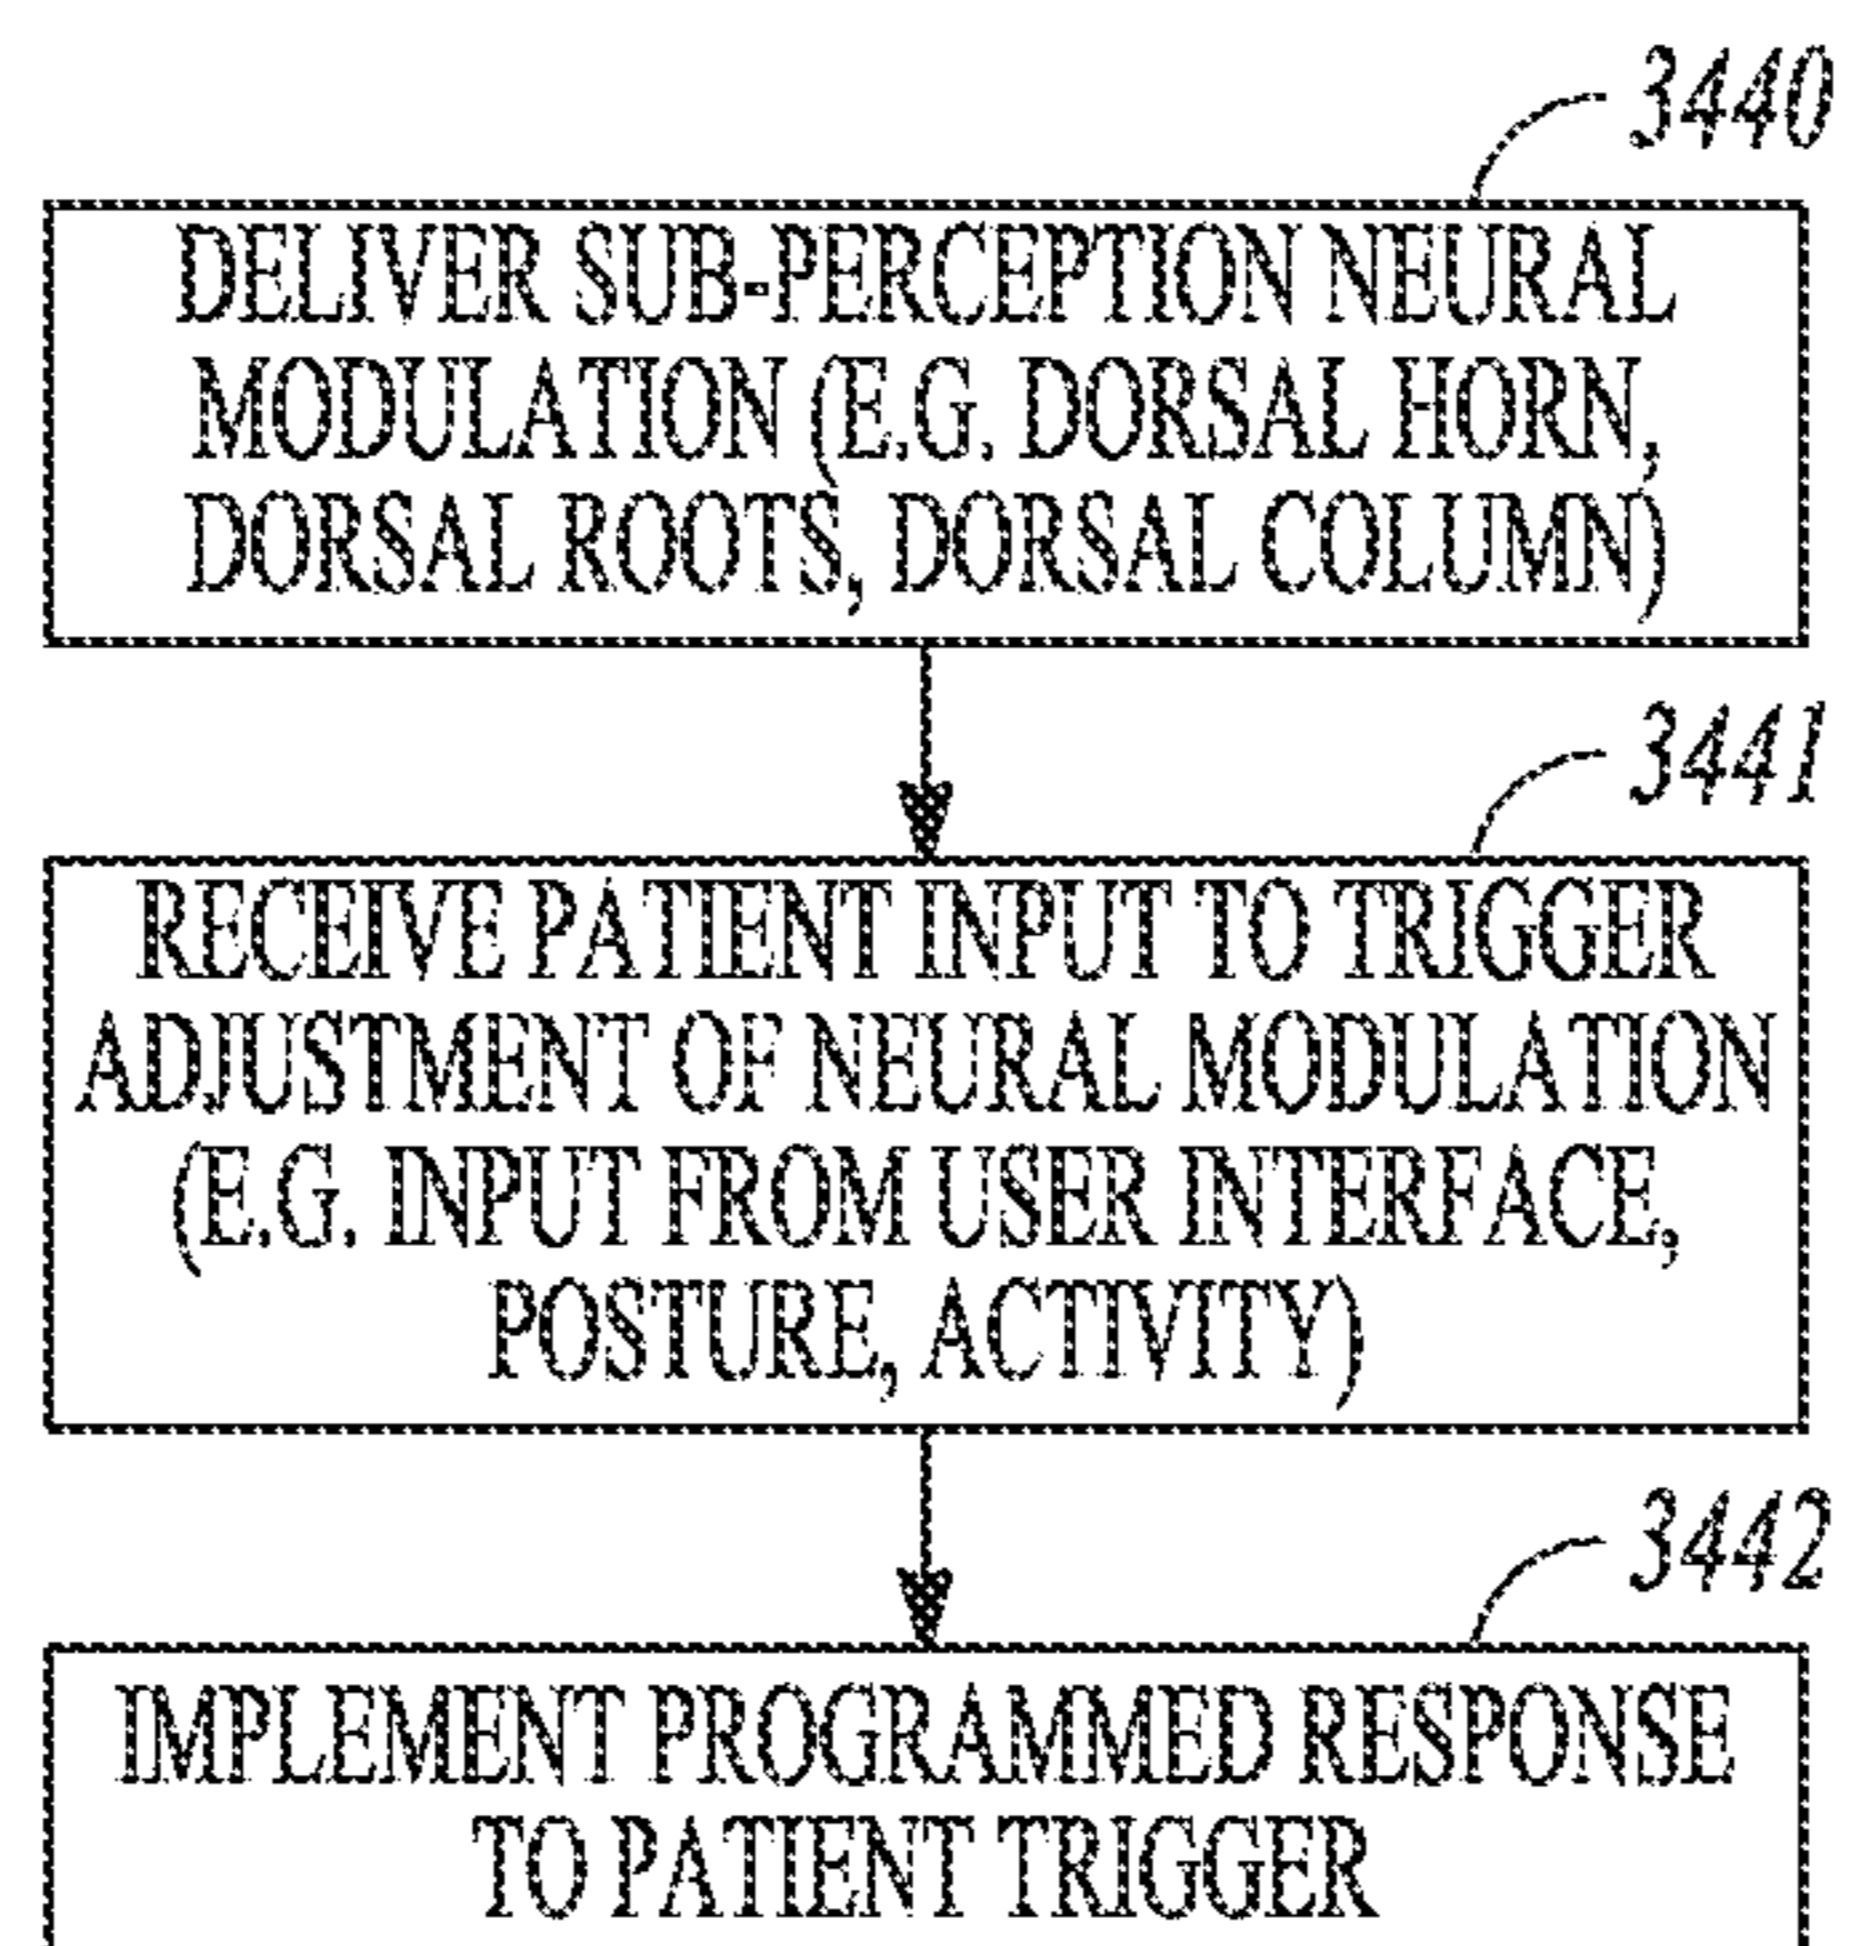 3440
DELIVER SUB-PERCEPTION NEURAL
MODULATION (E.G. DORSAL HORN,
DORSAL ROOTS, DORSAL COLUMN)
3441
RECEIVE PATIENT INPUT TO TRIGGER
ADJUSTMENT OF NEURAL MODULATION
(E.G. INPUT FROM USER INTERFACE,
POSTURE, ACTIVITY)
3442
IMPLEMENT PROGRAMMED RESPONSE
TO PATIENT TRIGGER